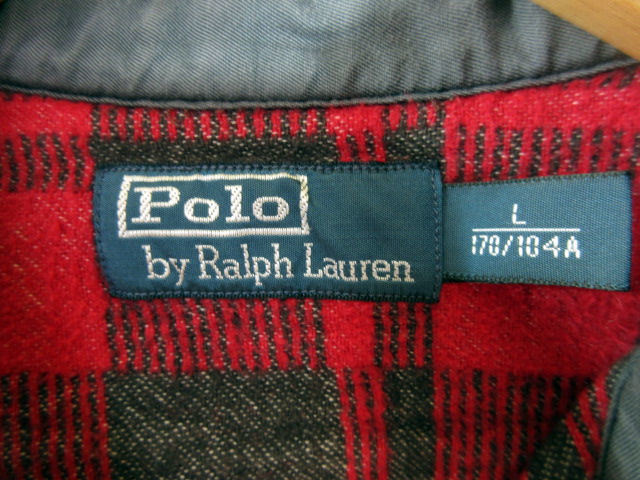 Polo
by Ralph Lauren
L
170/104A